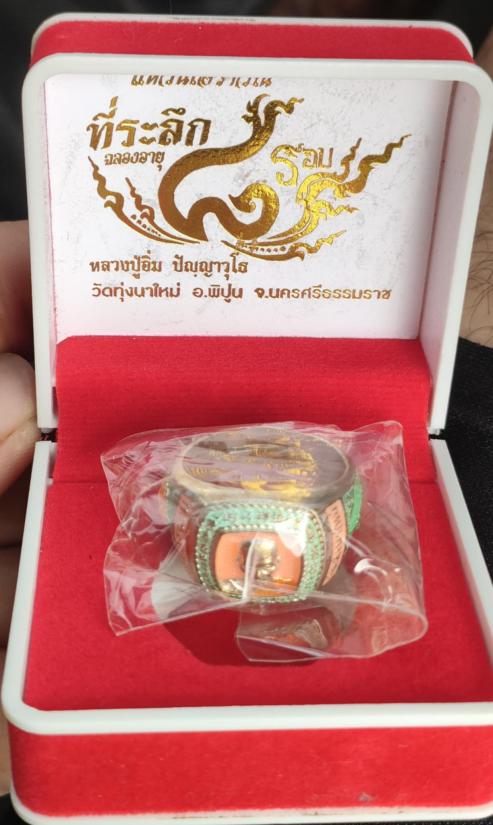 ที่ระลึก
ฉลองอายุ ๘ รอบ
หลวงปู่อิ่ม ปัญญาวุโธ
วัดทุ่งนาใหม่ อ.พิปูน จ.นครศรีธรรมราช